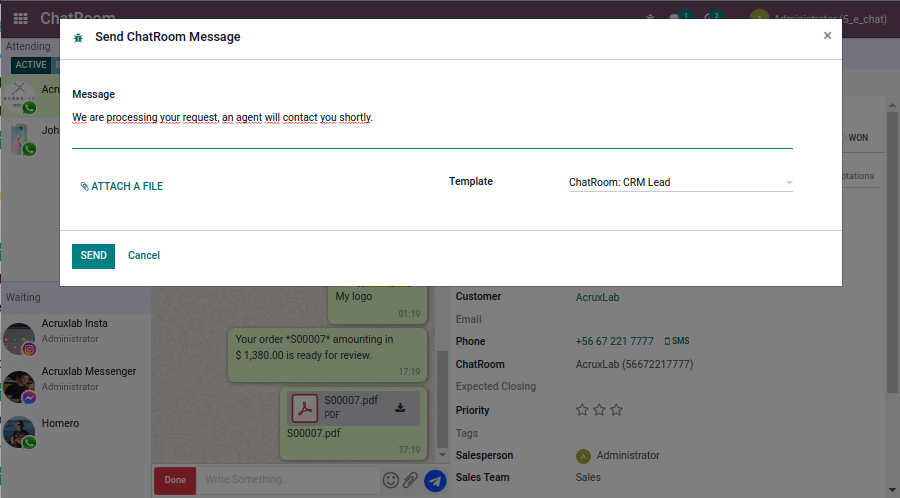 ChatRoom
1
2
Administrator (5_e_chat)
Send ChatRoom Message
×
Attending
ACTIVE
Acru
Joh
Message
We are processing your request, an agent will contact you shortly.
WON
otations
ATTACH A FILE
Template
ChatRoom: CRM Lead
SEND
Cancel
Waiting
Acruxlab Insta
Administrator
Acruxlab Messenger
Administrator
Homero
My logo
01:19
Your order *S00007* amounting in
$ 1,380.00 is ready for review.
17:19
S00007.pdf
PDF
S00007.pdf
17:19
Done
Write Something...
Customer
AcruxLab
Email
Phone
+56 67 221 7777
SMS
ChatRoom
AcruxLab (56672217777)
Expected Closing
Priority
Tags
Salesperson
A
Administrator
Sales Team
Sales